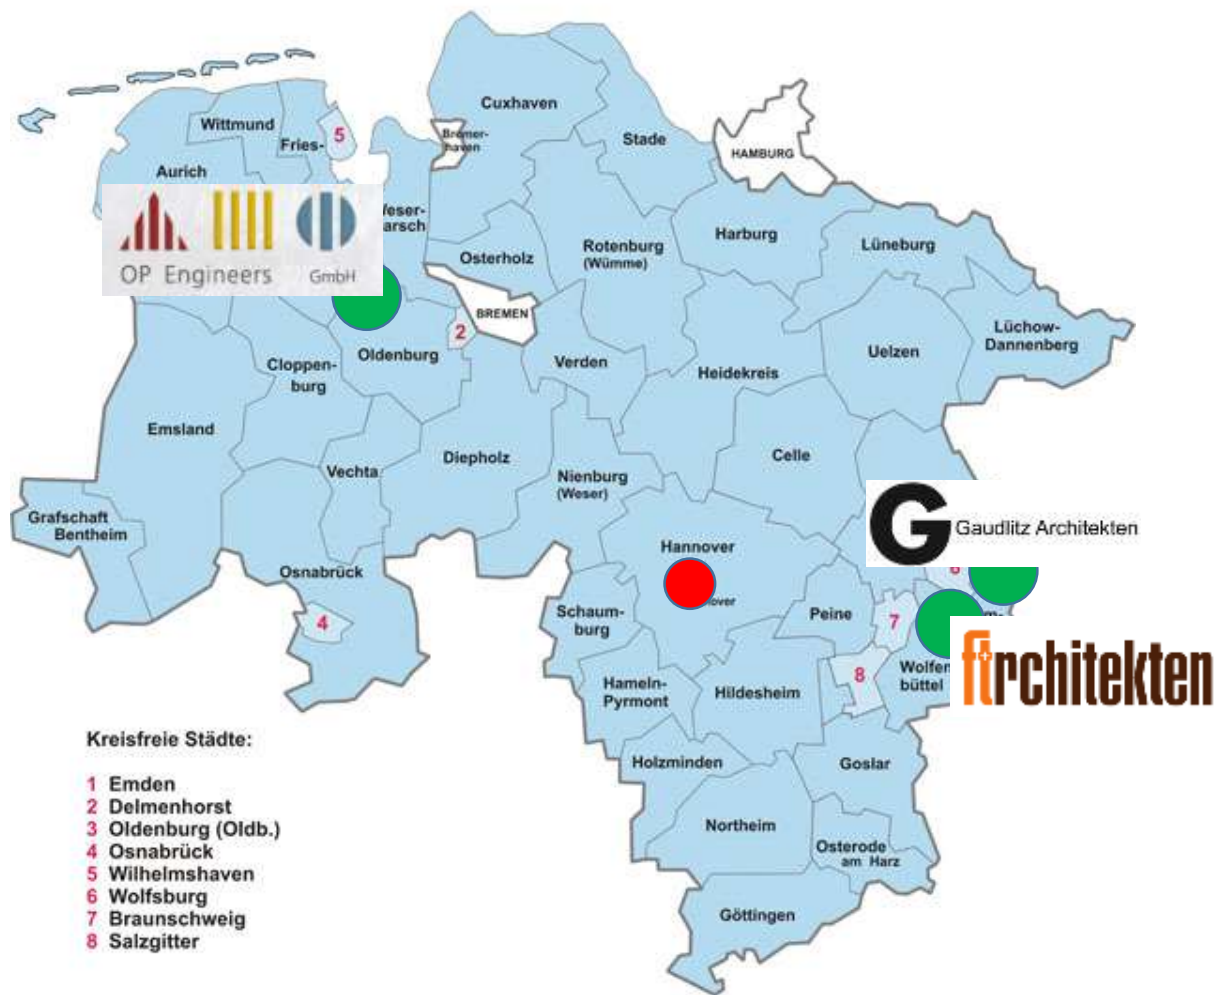 Cuxhaven
Wittmund
Fries-
5
Bremer-
haven
Stade
HAMBURG
Aurich
Weser-
arsch
OP Engineers GmbH
Osterholz
Rotenburg
(Wümme)
Harburg
Lüneburg
BREMEN
2
Oldenburg
Cloppen-
burg
Verden
Heidekreis
Uelzen
Lüchow-
Dannenberg
Emsland
Vechta
Diepholz
Nienburg
(Weser)
Celle
Grafschaft
Bentheim
G Gaudlitz Architekten
Hannover
Osnabrück
4
Schaum-
burg
Peine
7
8
Wolfen
büttel
f+rchitekten
Hameln-
Pyrmont
Hildesheim
Holzminden
Goslar
Northeim
Osterode
am Harz
Göttingen
Kreisfreie Städte:
1 Emden
2 Delmenhorst
3 Oldenburg (Oldb.)
4 Osnabrück
5 Wilhelmshaven
6 Wolfsburg
7 Braunschweig
8 Salzgitter